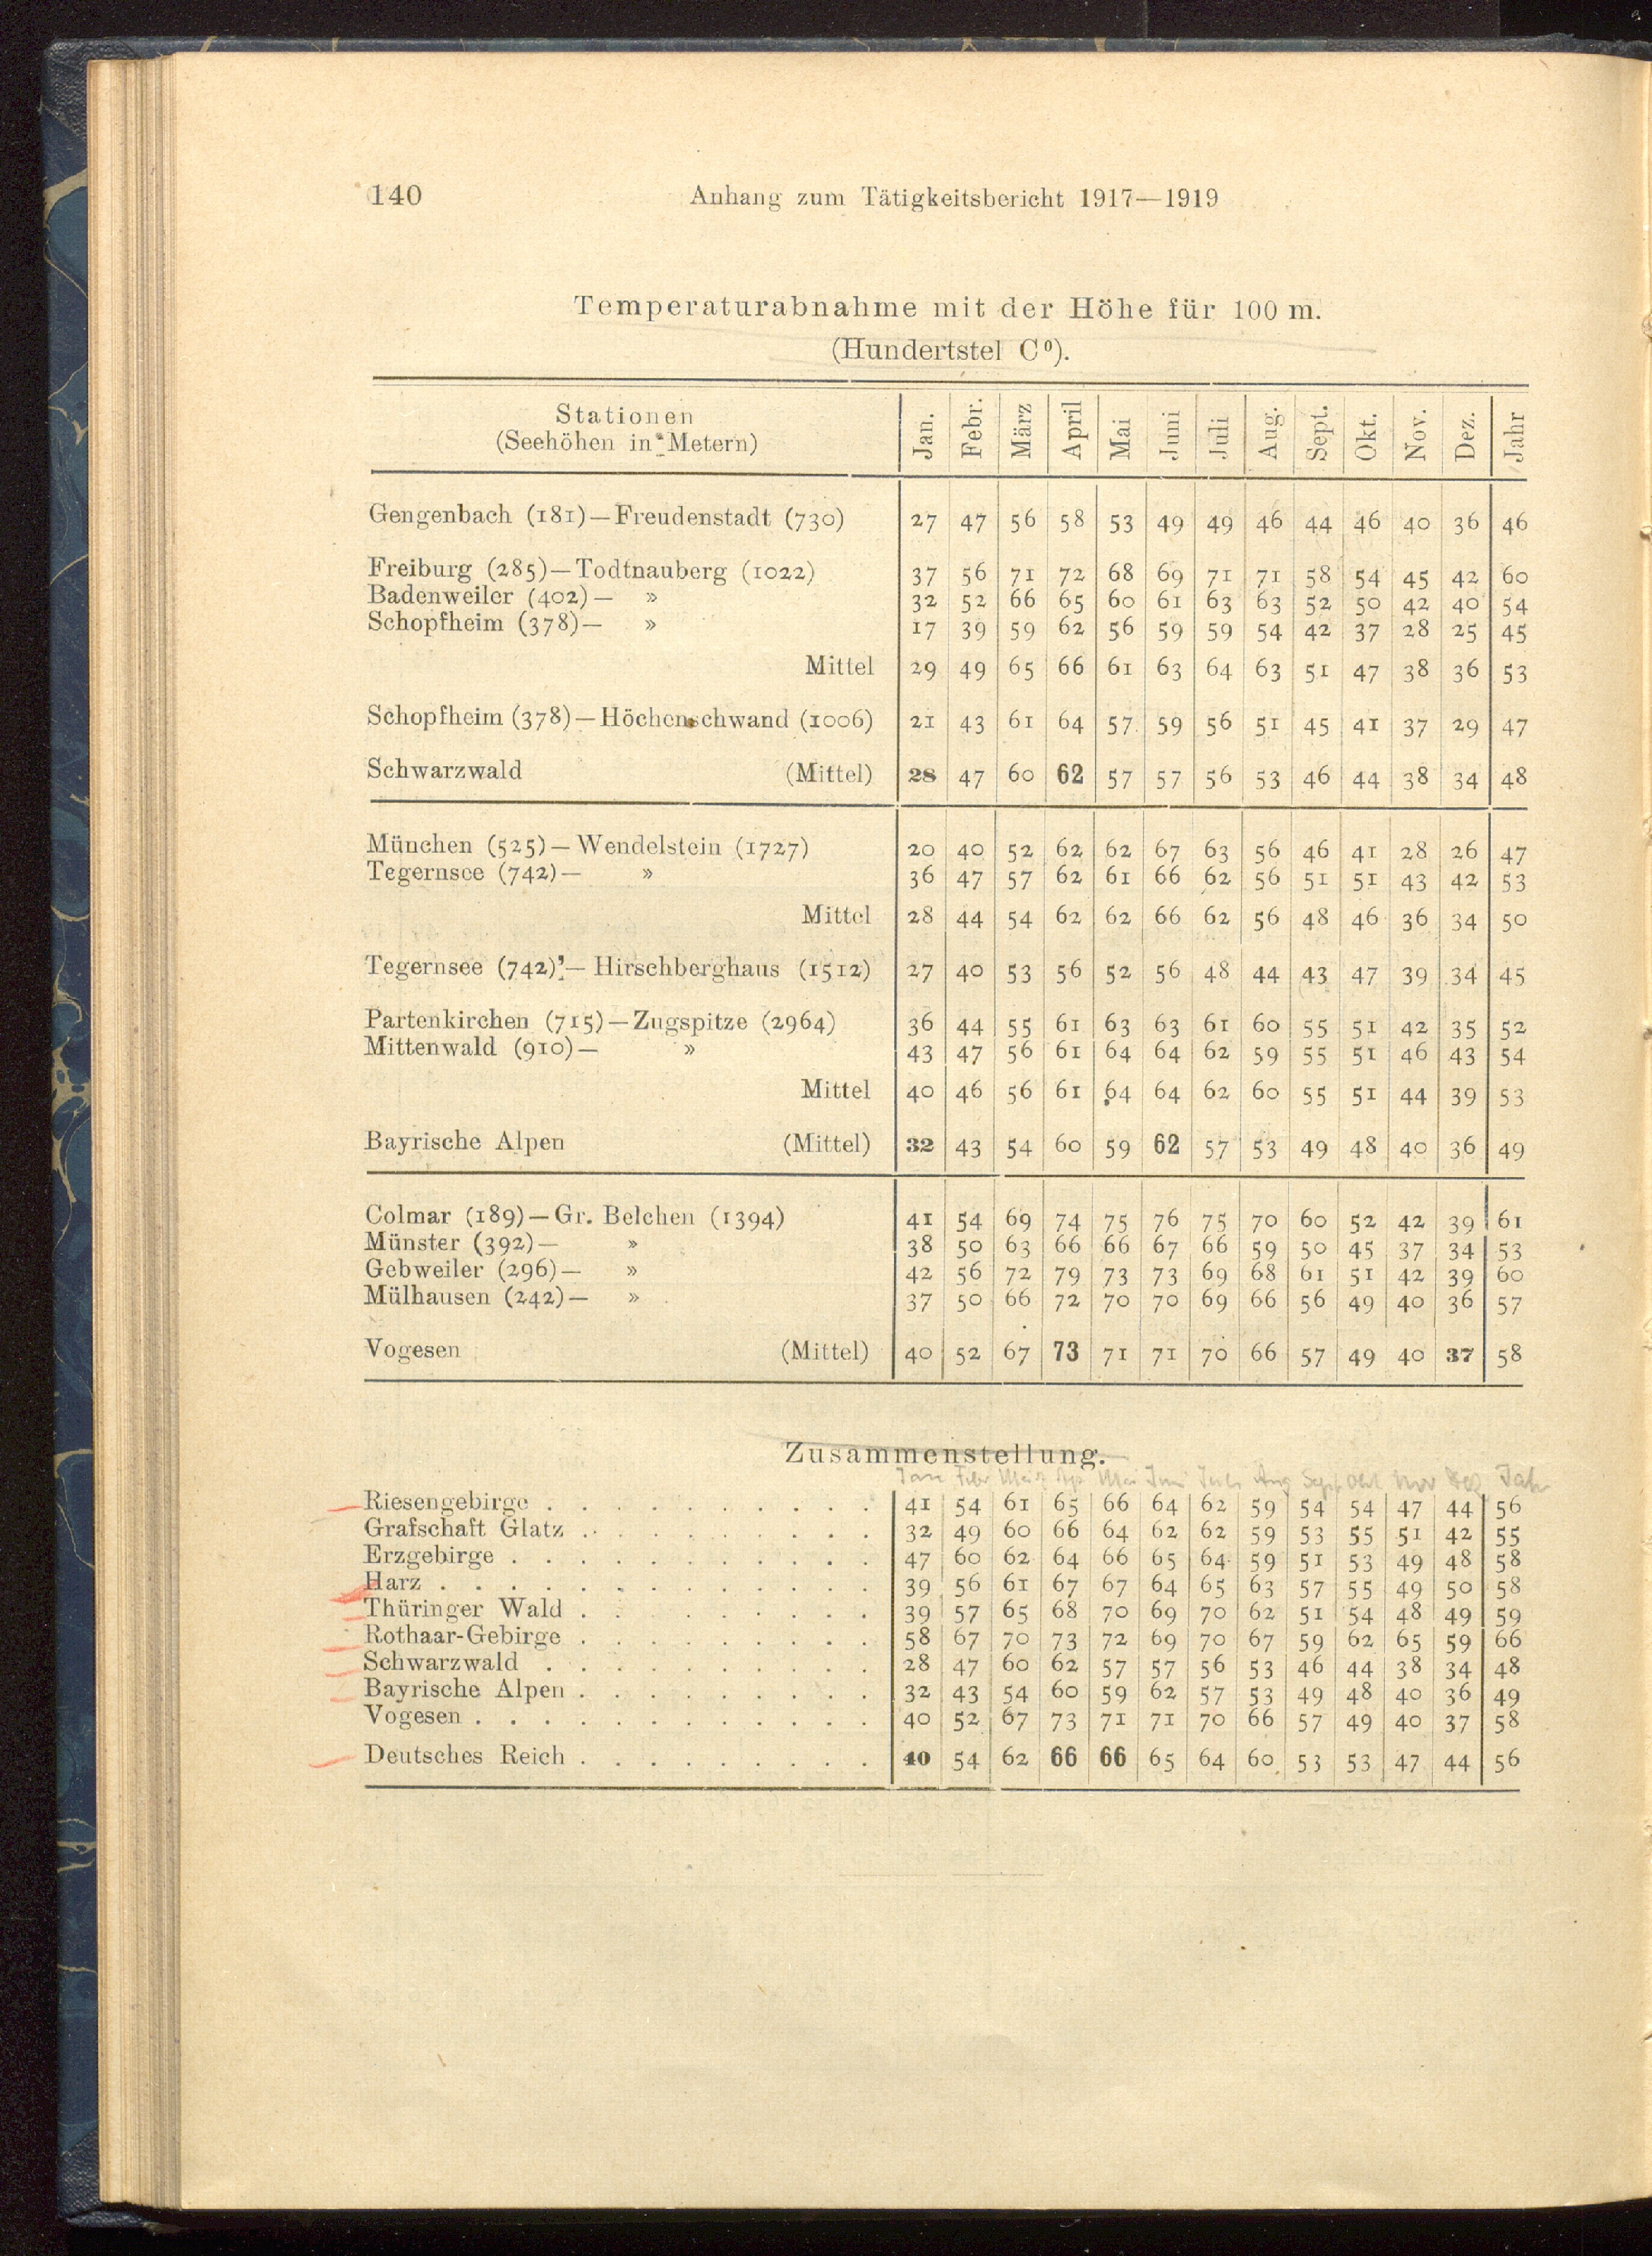 140 Anhang zum Tätigkeitsbericht 1917—1919
Temperaturabnahme mit der Höhe für 100 m.
(Hundertstel C⁰).
Stationen (Seehöhen in Metern) Jan. Febr. März April Mai Juni Juli Aug. Sept. Okt. Nov. Dez. Jahr
Gengenbach (181)—Freudenstadt (730) 27 47 56 58 53 49 49 46 44 46 40 36 46
Freiburg (285)—Todtnauberg (1022) 37 56 71 72 68 69 71 71 58 54 45 42 60
Badenweiler (402)— » 32 52 66 65 60 61 63 63 52 50 42 40 54
Schopfheim (378)— » 17 39 59 62 56 59 59 54 42 37 28 25 45
Mittel 29 49 65 66 61 63 64 63 51 47 38 36 53
Schopfheim (378)—Höchenschwand (1006) 21 43 61 64 57 59 56 51 45 41 37 29 47
Schwarzwald (Mittel) 28 47 60 62 57 57 56 53 46 44 38 34 48
München (525)—Wendelstein (1727) 20 40 52 62 62 67 63 56 46 41 28 26 47
Tegernsee (742)— » 36 47 57 62 61 66 62 56 51 51 43 42 53
Mittel 28 44 54 62 62 66 62 56 48 46 36 34 50
Tegernsee (742)—Hirschberghaus (1512) 27 40 53 56 52 56 48 44 43 47 39 34 45
Partenkirchen (715)—Zugspitze (2964) 36 44 55 61 63 63 61 60 55 51 42 35 52
Mittenwald (910)— » 43 47 56 61 64 64 62 59 55 51 46 43 54
Mittel 40 46 56 61 64 64 62 60 55 51 44 39 53
Bayrische Alpen (Mittel) 32 43 54 60 59 62 57 53 49 48 40 36 49
Colmar (189)—Gr. Belchen (1394) 41 54 69 74 75 76 75 70 60 52 42 39 61
Münster (392)— » 38 50 63 66 66 67 66 59 50 45 37 34 53
Gebweiler (296)— » 42 56 72 79 73 73 69 68 61 51 42 39 60
Mülhausen (242)— » 37 50 66 72 70 70 69 66 56 49 40 36 57
Vogesen (Mittel) 40 52 67 73 71 71 70 66 57 49 40 37 58
Zusammenstellung.
Jan Febr März Apr Mai Juni Juli Aug Sept Okt Nov Dez Jahr
Riesengebirge . . . . . . . . . . 41 54 61 65 66 64 62 59 54 54 47 44 56
Grafschaft Glatz . . . . . . . . . 32 49 60 66 64 62 62 59 53 55 51 42 55
Erzgebirge . . . . . . . . . . . 47 60 62 64 66 65 64 59 51 53 49 48 58
Harz . . . . . . . . . . . . . 39 56 61 67 67 64 65 63 57 55 49 50 58
Thüringer Wald . . . . . . . . . 39 57 65 68 70 69 70 62 51 54 48 49 59
Rothaar-Gebirge . . . . . . . . . 58 67 70 73 72 69 70 67 59 62 65 59 66
Schwarzwald . . . . . . . . . . 28 47 60 62 57 57 56 53 46 44 38 34 48
Bayrische Alpen . . . . . . . . . 32 43 54 60 59 62 57 53 49 48 40 36 49
Vogesen . . . . . . . . . . . . 40 52 67 73 71 71 70 66 57 49 40 37 58
Deutsches Reich . . . . . . . . . 40 54 62 66 66 65 64 60 53 53 47 44 56